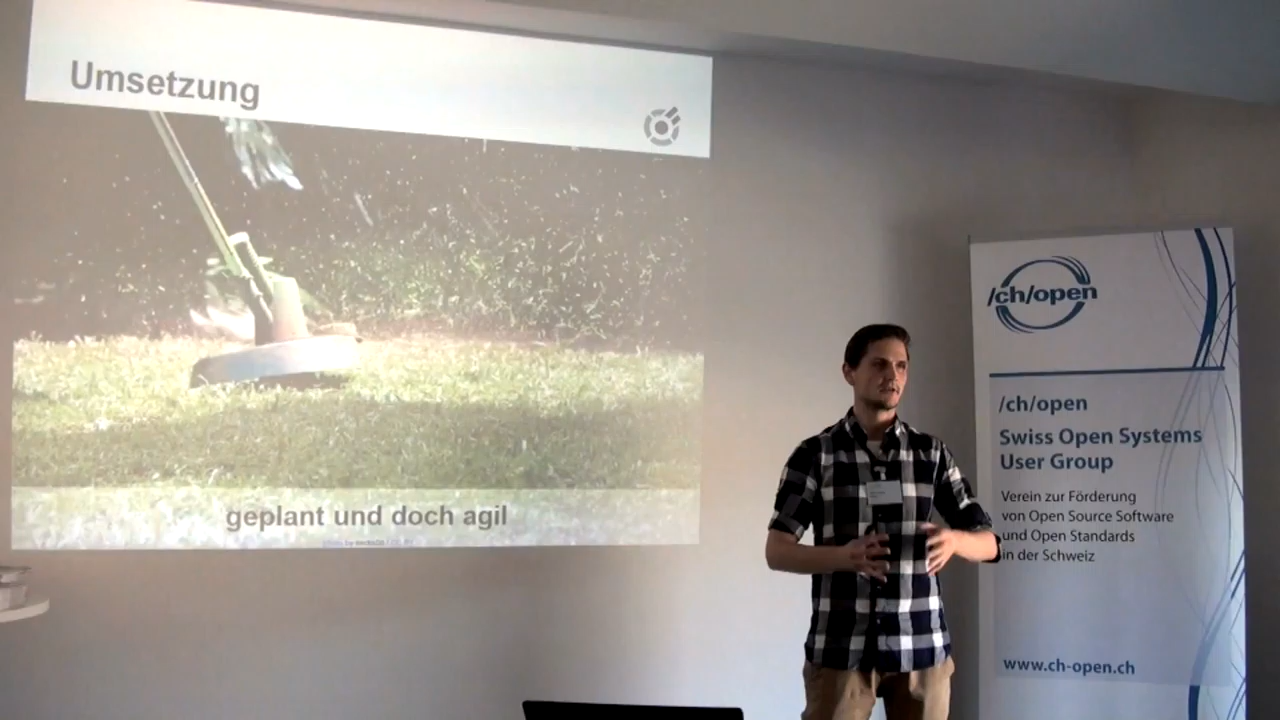 Umsetzung
geplant und doch agil
/ch/open
/ch/open
Swiss Open Systems
User Group
Verein zur Förderung
von Open Source Software
und Open Standards
in der Schweiz
www.ch-open.ch